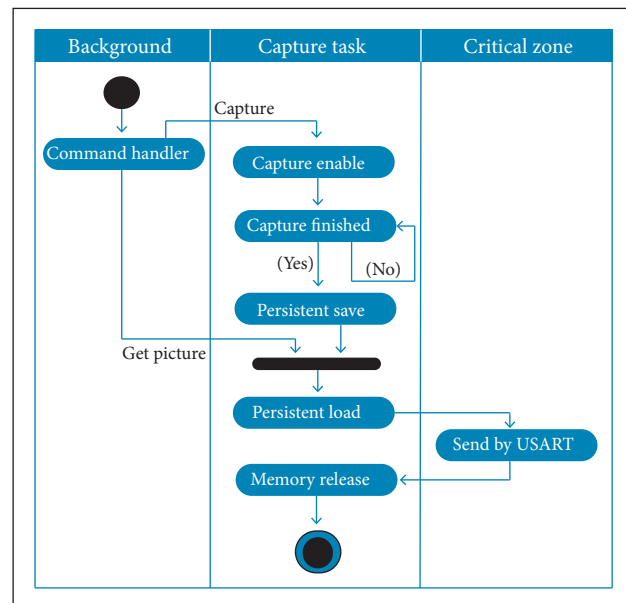 Background
Capture task
Critical zone
Capture
Command handler
Capture enable
Capture finished
(Yes)
(No)
Persistent save
Get picture
Persistent load
Send by USART
Memory release